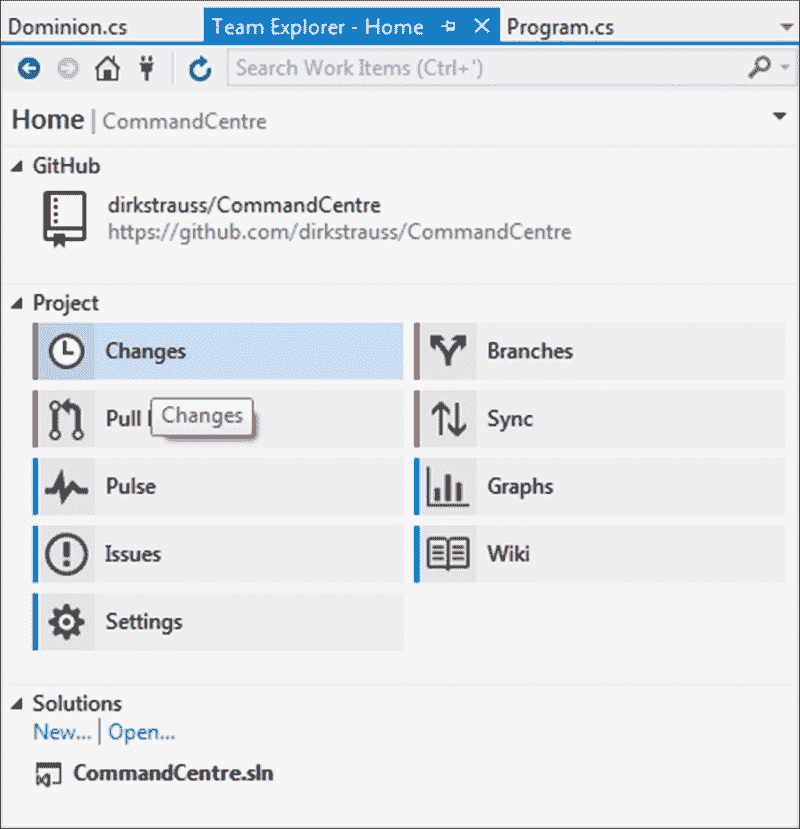 Dominion.cs Team Explorer - Home Program.cs
Search Work Items (Ctrl+')
Home | CommandCentre
GitHub
dirkstrauss/CommandCentre
https://github.com/dirkstrauss/CommandCentre
Project
Changes Branches
Pull Changes Sync
Pulse Graphs
Issues Wiki
Settings
Solutions
New... | Open...
CommandCentre.sln